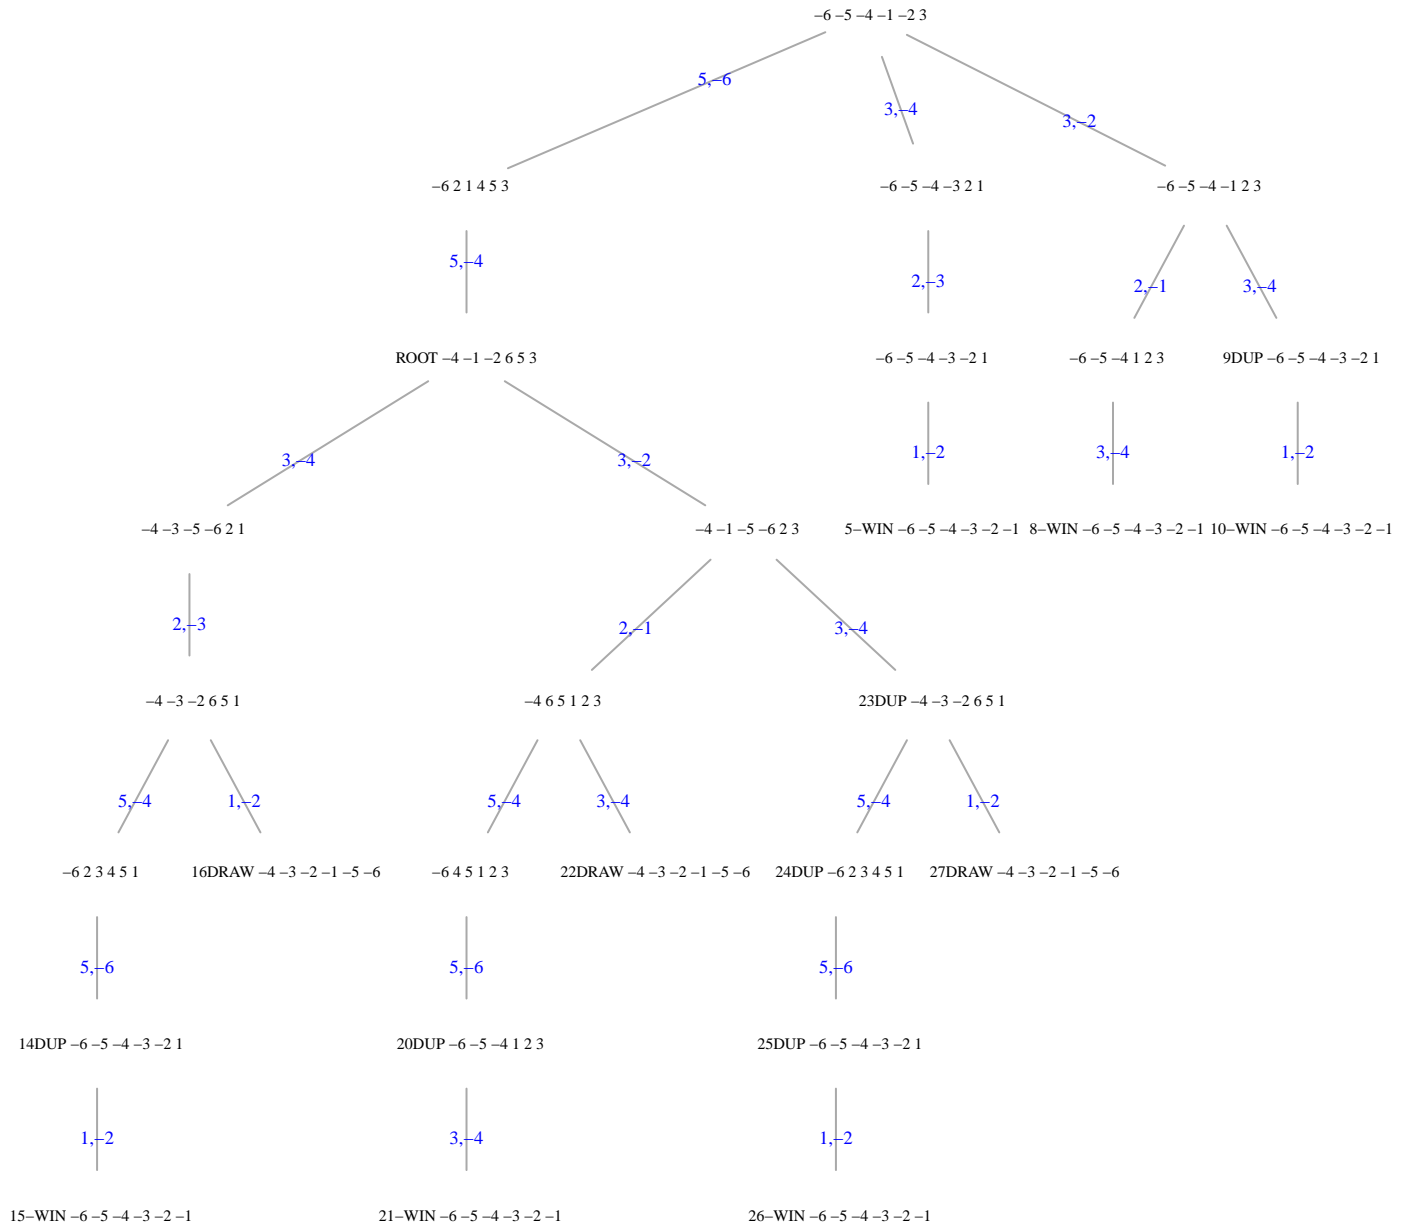 –6 –5 –4 –1 –2 3
5,–6
3,–4
3,–2
–6 2 1 4 5 3
–6 –5 –4 –3 2 1
–6 –5 –4 –1 2 3
5,–4
2,–3
2,–1
3,–4
ROOT –4 –1 –2 6 5 3
–6 –5 –4 –3 –2 1
–6 –5 –4 1 2 3
9DUP –6 –5 –4 –3 –2 1
3,–4
3,–2
1,–2
3,–4
1,–2
–4 –3 –5 –6 2 1
–4 –1 –5 –6 2 3
5–WIN –6 –5 –4 –3 –2 –1
8–WIN –6 –5 –4 –3 –2 –1
10–WIN –6 –5 –4 –3 –2 –1
2,–3
2,–1
3,–4
–4 –3 –2 6 5 1
–4 6 5 1 2 3
23DUP –4 –3 –2 6 5 1
5,–4
1,–2
5,–4
3,–4
5,–4
1,–2
–6 2 3 4 5 1
16DRAW –4 –3 –2 –1 –5 –6
–6 4 5 1 2 3
22DRAW –4 –3 –2 –1 –5 –6
24DUP –6 2 3 4 5 1
27DRAW –4 –3 –2 –1 –5 –6
5,–6
5,–6
5,–6
14DUP –6 –5 –4 –3 –2 1
20DUP –6 –5 –4 1 2 3
25DUP –6 –5 –4 –3 –2 1
1,–2
3,–4
1,–2
15–WIN –6 –5 –4 –3 –2 –1
21–WIN –6 –5 –4 –3 –2 –1
26–WIN –6 –5 –4 –3 –2 –1